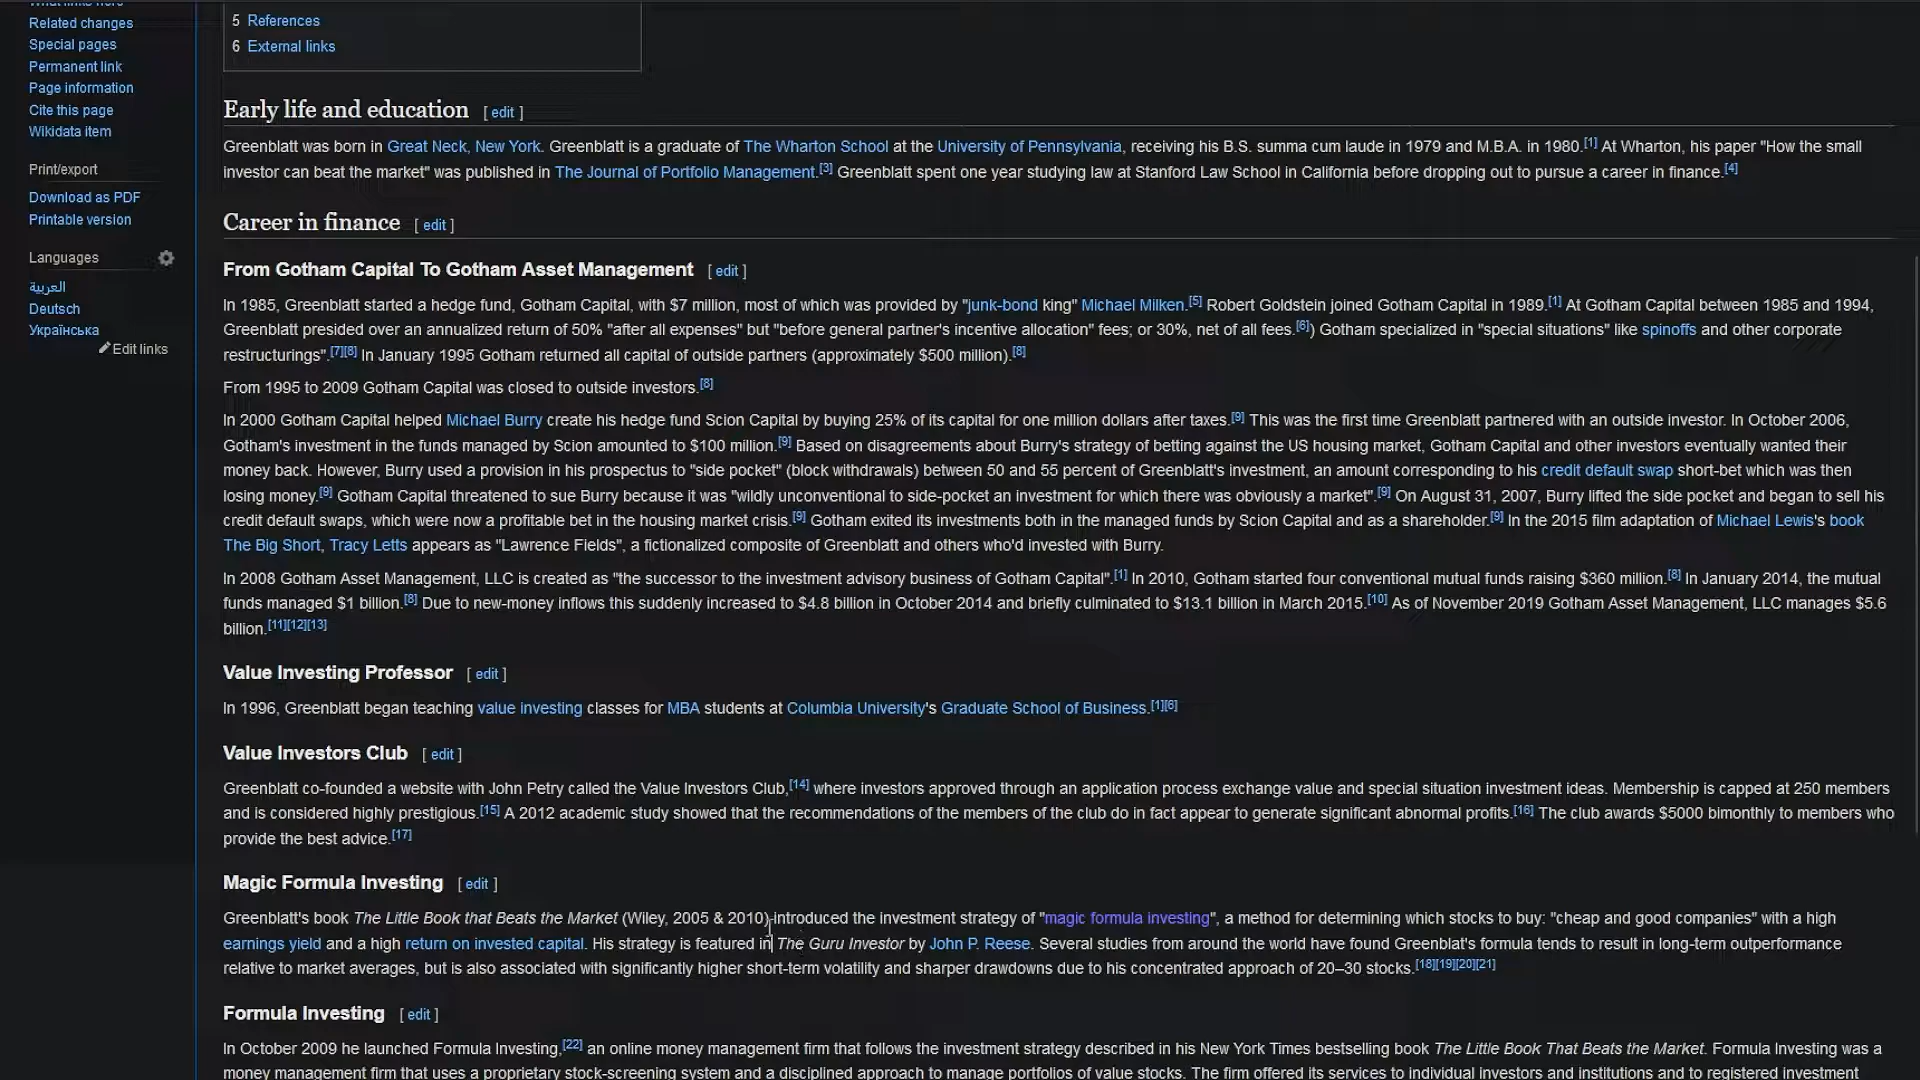 What links here
Related changes
Special pages
Permanent link
Page information
Cite this page
Wikidata item
Print/export
Download as PDF
Printable version
Languages
العربية
Deutsch
Українська
Edit links
5 References
6 External links
Early life and education [ edit ]
Greenblatt was born in Great Neck, New York. Greenblatt is a graduate of The Wharton School at the University of Pennsylvania, receiving his B.S. summa cum laude in 1979 and M.B.A. in 1980.[1] At Wharton, his paper "How the small
investor can beat the market" was published in The Journal of Portfolio Management.[3] Greenblatt spent one year studying law at Stanford Law School in California before dropping out to pursue a career in finance.[4]
Career in finance [ edit ]
From Gotham Capital To Gotham Asset Management [ edit ]
In 1985, Greenblatt started a hedge fund, Gotham Capital, with $7 million, most of which was provided by "junk-bond king" Michael Milken.[5] Robert Goldstein joined Gotham Capital in 1989.[1] At Gotham Capital between 1985 and 1994,
Greenblatt presided over an annualized return of 50% "after all expenses" but "before general partner's incentive allocation" fees; or 30%, net of all fees.[6]) Gotham specialized in "special situations" like spinoffs and other corporate
restructurings".[7][8] In January 1995 Gotham returned all capital of outside partners (approximately $500 million).[8]
From 1995 to 2009 Gotham Capital was closed to outside investors.[8]
In 2000 Gotham Capital helped Michael Burry create his hedge fund Scion Capital by buying 25% of its capital for one million dollars after taxes.[9] This was the first time Greenblatt partnered with an outside investor. In October 2006,
Gotham's investment in the funds managed by Scion amounted to $100 million.[9] Based on disagreements about Burry's strategy of betting against the US housing market, Gotham Capital and other investors eventually wanted their
money back. However, Burry used a provision in his prospectus to "side pocket" (block withdrawals) between 50 and 55 percent of Greenblatt's investment, an amount corresponding to his credit default swap short-bet which was then
losing money.[9] Gotham Capital threatened to sue Burry because it was "wildly unconventional to side-pocket an investment for which there was obviously a market".[9] On August 31, 2007, Burry lifted the side pocket and began to sell his
credit default swaps, which were now a profitable bet in the housing market crisis.[9] Gotham exited its investments both in the managed funds by Scion Capital and as a shareholder.[9] In the 2015 film adaptation of Michael Lewis's book
The Big Short, Tracy Letts appears as "Lawrence Fields", a fictionalized composite of Greenblatt and others who'd invested with Burry.
In 2008 Gotham Asset Management, LLC is created as "the successor to the investment advisory business of Gotham Capital".[1] In 2010, Gotham started four conventional mutual funds raising $360 million.[8] In January 2014, the mutual
funds managed $1 billion.[8] Due to new-money inflows this suddenly increased to $4.8 billion in October 2014 and briefly culminated to $13.1 billion in March 2015.[10] As of November 2019 Gotham Asset Management, LLC manages $5.6
billion.[11][12][13]
Value Investing Professor [ edit ]
In 1996, Greenblatt began teaching value investing classes for MBA students at Columbia University's Graduate School of Business.[1][6]
Value Investors Club [ edit ]
Greenblatt co-founded a website with John Petry called the Value Investors Club,[14] where investors approved through an application process exchange value and special situation investment ideas. Membership is capped at 250 members
and is considered highly prestigious.[15] A 2012 academic study showed that the recommendations of the members of the club do in fact appear to generate significant abnormal profits.[16] The club awards $5000 bimonthly to members who
provide the best advice.[17]
Magic Formula Investing [ edit ]
Greenblatt's book The Little Book that Beats the Market (Wiley, 2005 & 2010) introduced the investment strategy of "magic formula investing", a method for determining which stocks to buy: "cheap and good companies" with a high
earnings yield and a high return on invested capital. His strategy is featured in The Guru Investor by John P. Reese. Several studies from around the world have found Greenblat's formula tends to result in long-term outperformance
relative to market averages, but is also associated with significantly higher short-term volatility and sharper drawdowns due to his concentrated approach of 20–30 stocks.[18][19][20][21]
Formula Investing [ edit ]
In October 2009 he launched Formula Investing,[22] an online money management firm that follows the investment strategy described in his New York Times bestselling book The Little Book That Beats the Market. Formula Investing was a
money management firm that uses a proprietary stock-screening system and a disciplined approach to manage portfolios of value stocks. The firm offered its services to individual investors and institutions and to registered investment